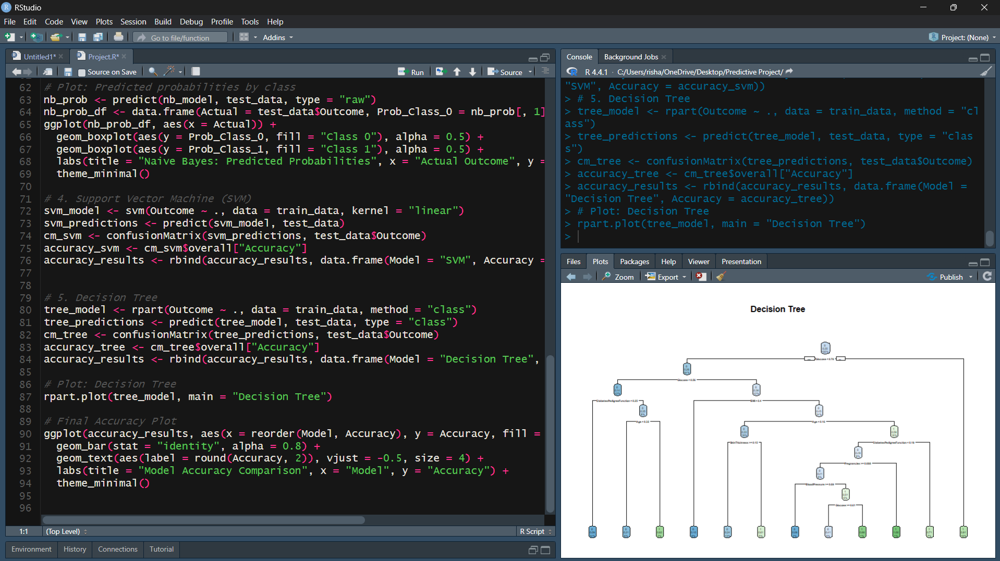 RStudio
File Edit Code View Plots Session Build Debug Profile Tools Help
Go to file/function Addins Project: (None)
Untitled1* Project.R*
Source on Save Run Source
62 # Plot: Predicted probabilities by class
63 nb_prob <- predict(nb_model, test_data, type = "raw")
64 nb_prob_df <- data.frame(Actual = test_data$Outcome, Prob_Class_0 = nb_prob[, 1]
65 ggplot(nb_prob_df, aes(x = Actual)) +
66 geom_boxplot(aes(y = Prob_Class_0, fill = "Class 0"), alpha = 0.5) +
67 geom_boxplot(aes(y = Prob_Class_1, fill = "Class 1"), alpha = 0.5) +
68 labs(title = "Naive Bayes: Predicted Probabilities", x = "Actual Outcome", y =
69 theme_minimal()
70
71 # 4. Support Vector Machine (SVM)
72 svm_model <- svm(Outcome ~ ., data = train_data, kernel = "linear")
73 svm_predictions <- predict(svm_model, test_data)
74 cm_svm <- confusionMatrix(svm_predictions, test_data$Outcome)
75 accuracy_svm <- cm_svm$overall["Accuracy"]
76 accuracy_results <- rbind(accuracy_results, data.frame(Model = "SVM", Accuracy =
77
78
79 # 5. Decision Tree
80 tree_model <- rpart(Outcome ~ ., data = train_data, method = "class")
81 tree_predictions <- predict(tree_model, test_data, type = "class")
82 cm_tree <- confusionMatrix(tree_predictions, test_data$Outcome)
83 accuracy_tree <- cm_tree$overall["Accuracy"]
84 accuracy_results <- rbind(accuracy_results, data.frame(Model = "Decision Tree",
85
86 # Plot: Decision Tree
87 rpart.plot(tree_model, main = "Decision Tree")
88
89 # Final Accuracy Plot
90 ggplot(accuracy_results, aes(x = reorder(Model, Accuracy), y = Accuracy, fill =
91 geom_bar(stat = "identity", alpha = 0.8) +
92 geom_text(aes(label = round(Accuracy, 2)), vjust = -0.5, size = 4) +
93 labs(title = "Model Accuracy Comparison", x = "Model", y = "Accuracy") +
94 theme_minimal()
95
96
1:1 (Top Level) R Script
Environment History Connections Tutorial
Console Background Jobs
R 4.4.1 · C:/Users/risha/OneDrive/Desktop/Predictive Project/
"SVM", Accuracy = accuracy_svm))
> # 5. Decision Tree
> tree_model <- rpart(Outcome ~ ., data = train_data, method = "cl
ass")
> tree_predictions <- predict(tree_model, test_data, type = "clas
s")
> cm_tree <- confusionMatrix(tree_predictions, test_data$Outcome)
> accuracy_tree <- cm_tree$overall["Accuracy"]
> accuracy_results <- rbind(accuracy_results, data.frame(Model =
"Decision Tree", Accuracy = accuracy_tree))
> # Plot: Decision Tree
> rpart.plot(tree_model, main = "Decision Tree")
>
Files Plots Packages Help Viewer Presentation
Zoom Export Publish
Decision Tree